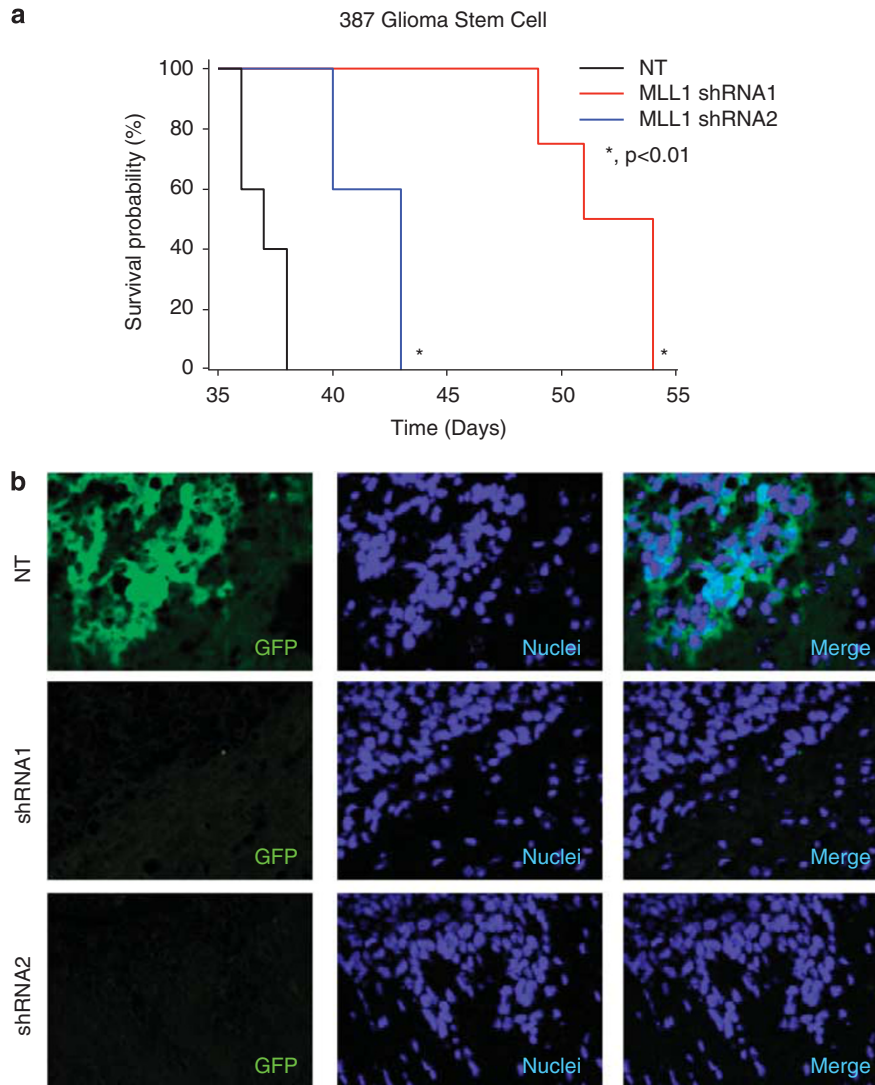 a
387 Glioma Stem Cell
NT
MLL1 shRNA1
MLL1 shRNA2
*, p<0.01
100
80
60
40
20
0
Survival probability (%)
*
*
35
40
45
50
55
Time (Days)
b
NT
GFP
Nuclei
Merge
shRNA1
GFP
Nuclei
Merge
shRNA2
GFP
Nuclei
Merge